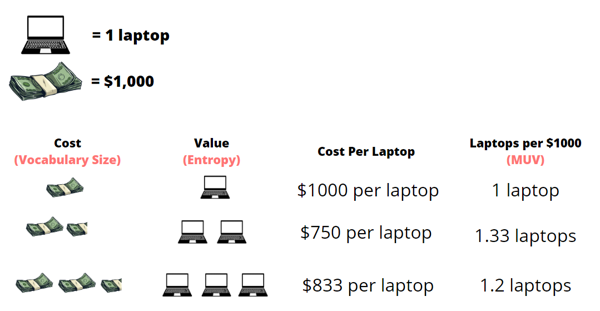 = 1 laptop
= $1,000
Cost
(Vocabulary Size)
Value
(Entropy)
Cost Per Laptop
Laptops per $1000
(MUV)
$1000 per laptop
1 laptop
$750 per laptop
1.33 laptops
$833 per laptop
1.2 laptops